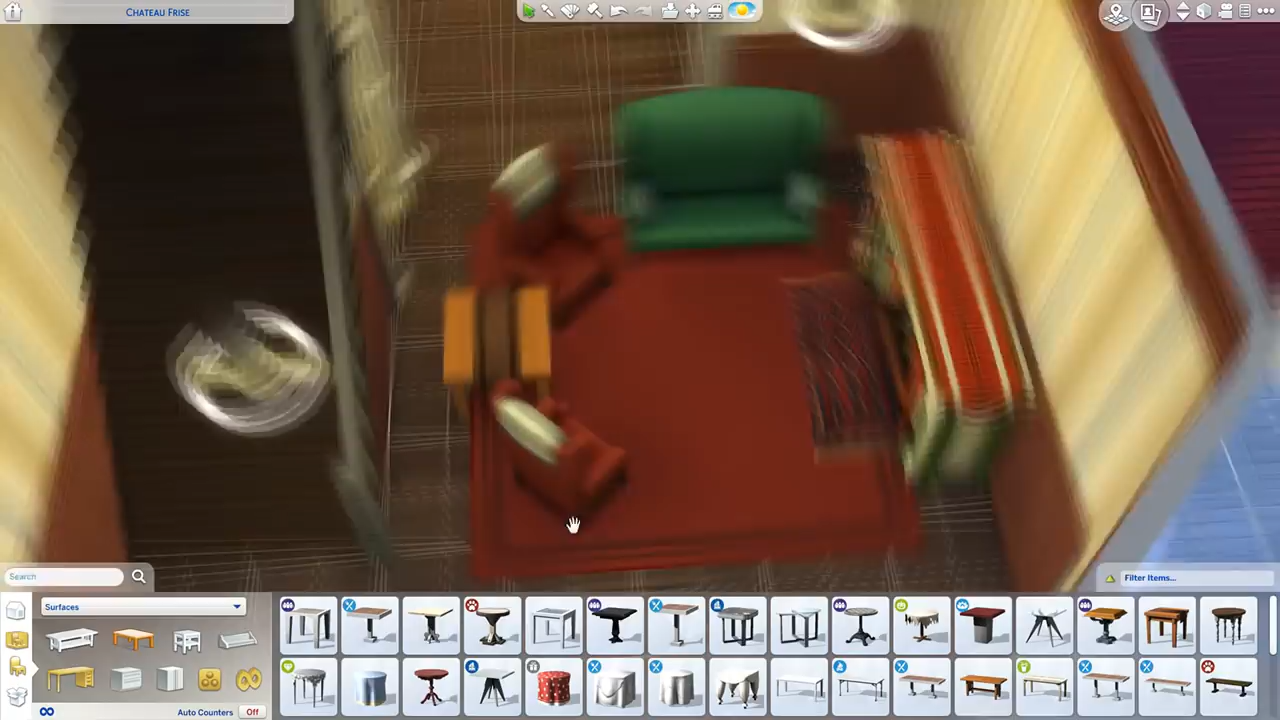 CHATEAU FRISE
Search
Filter Items...
Surfaces
Auto Counters Off